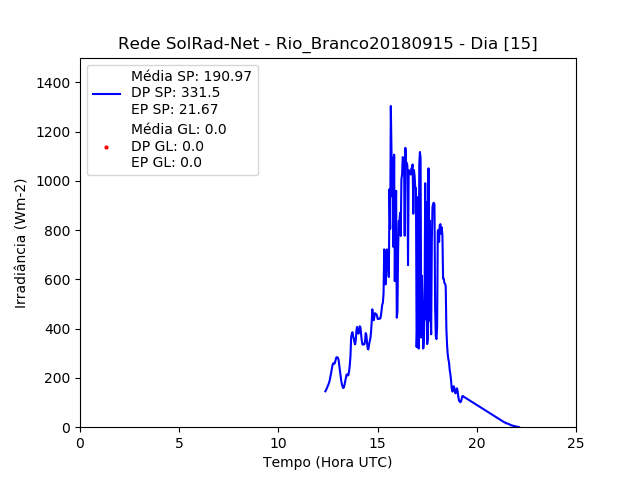 Rede SolRad-Net - Rio_Branco20180915 - Dia [15]
Média SP: 190.97
DP SP: 331.5
EP SP: 21.67
Média GL: 0.0
DP GL: 0.0
EP GL: 0.0
Irradiância (Wm-2)
1400
1200
1000
800
600
400
200
0
0 5 10 15 20 25
Tempo (Hora UTC)